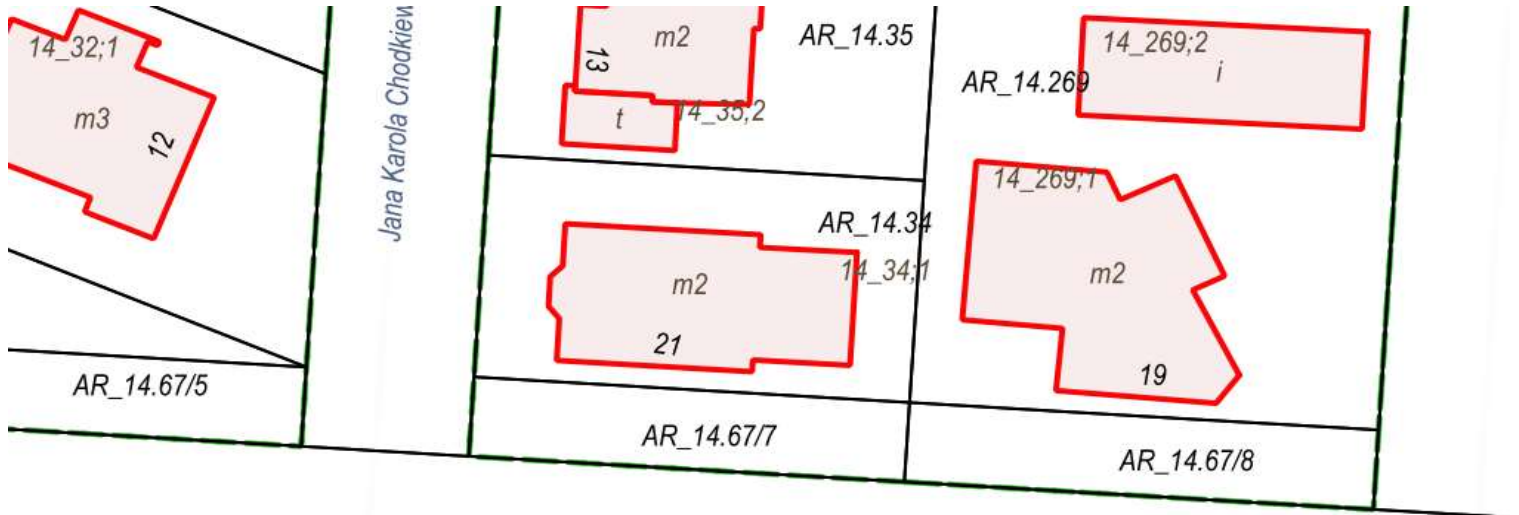 14_32;1
m3
12
Jana Karola Chodkiew
m2
13
AR_14.35
t
14_35;2
14_269;2
i
AR_14.269
14_269;1
AR_14.34
14_34;1
m2
21
m2
19
AR_14.67/5
AR_14.67/7
AR_14.67/8